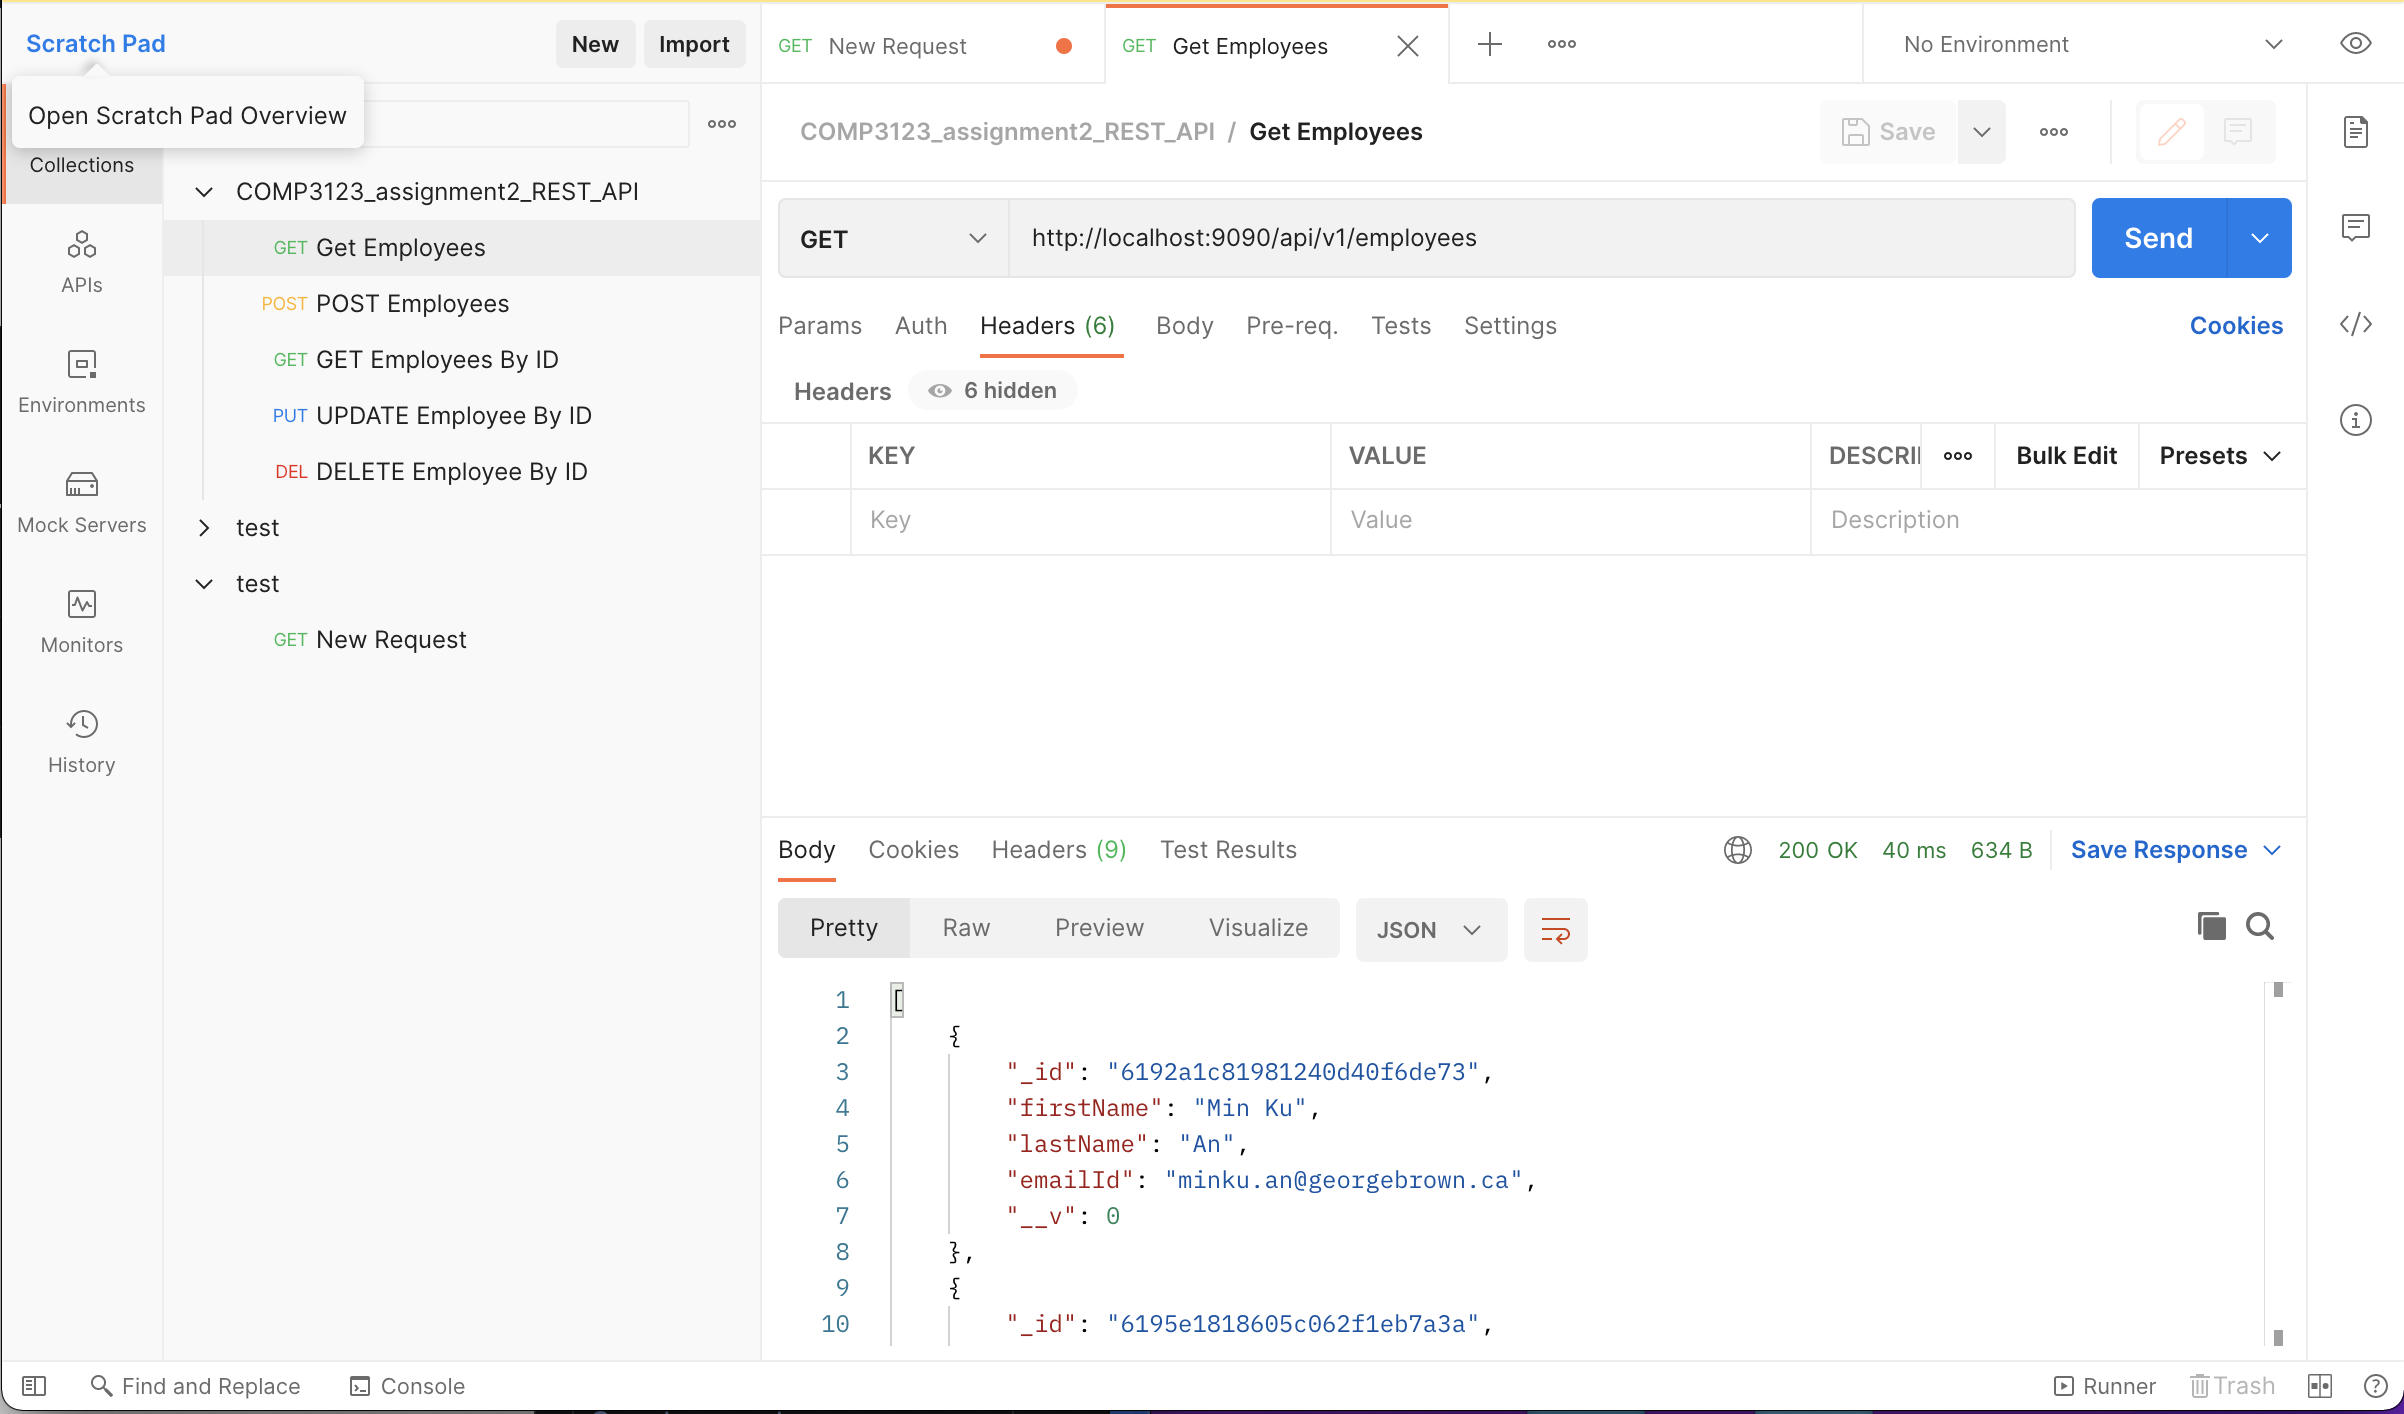 Scratch Pad
New
Import
Open Scratch Pad Overview
Collections
APIs
Environments
Mock Servers
Monitors
History
COMP3123_assignment2_REST_API
GET Get Employees
POST POST Employees
GET GET Employees By ID
PUT UPDATE Employee By ID
DEL DELETE Employee By ID
test
test
GET New Request
GET New Request
GET Get Employees
No Environment
COMP3123_assignment2_REST_API / Get Employees
Save
GET
http://localhost:9090/api/v1/employees
Send
Params Auth Headers (6) Body Pre-req. Tests Settings
Cookies
Headers 6 hidden
KEY VALUE DESCRI Bulk Edit Presets
Key Value Description
Body Cookies Headers (9) Test Results
200 OK 40 ms 634 B Save Response
Pretty Raw Preview Visualize JSON
1 [
2 {
3 "_id": "6192a1c81981240d40f6de73",
4 "firstName": "Min Ku",
5 "lastName": "An",
6 "emailId": "minku.an@georgebrown.ca",
7 "__v": 0
8 },
9 {
10 "_id": "6195e1818605c062f1eb7a3a",
Find and Replace Console
Runner Trash